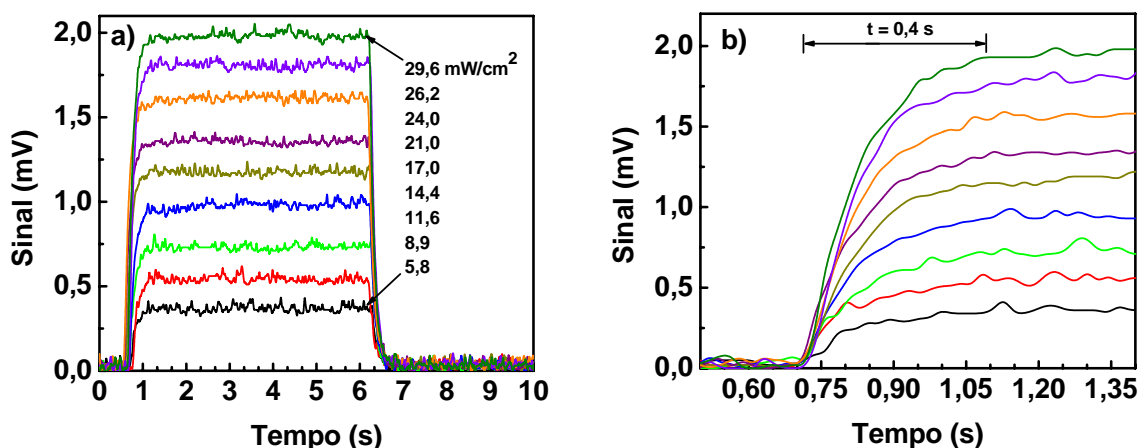 a)
2,0
1,5
1,0
0,5
0,0
Sinal (mV)
29,6 mW/cm²
26,2
24,0
21,0
17,0
14,4
11,6
8,9
5,8
0 1 2 3 4 5 6 7 8 9 10
Tempo (s)
b)
t = 0,4 s
2,0
1,5
1,0
0,5
0,0
Sinal (mV)
0,60 0,75 0,90 1,05 1,20 1,35
Tempo (s)